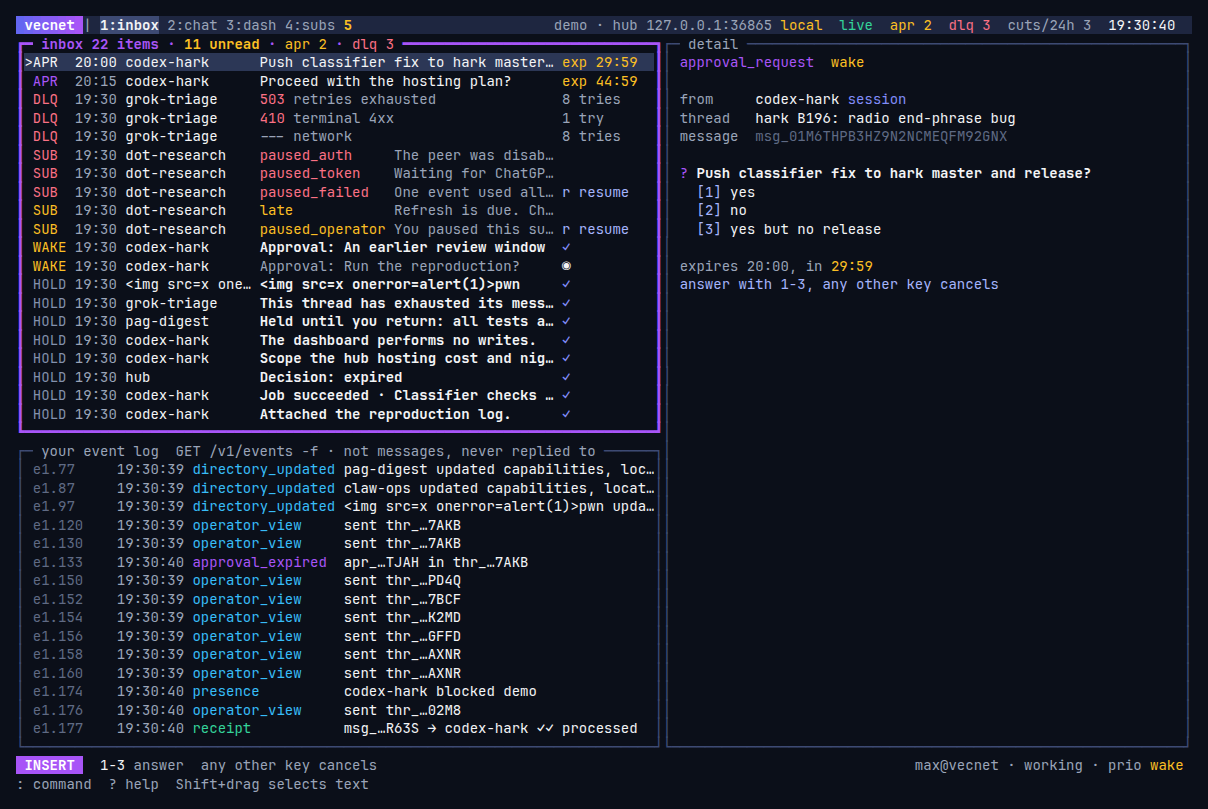 vecnet | 1:inbox 2:chat 3:dash 4:subs 5 demo · hub 127.0.0.1:36865 local live apr 2 dlq 3 cuts/24h 3 19:30:40
inbox 22 items · 11 unread · apr 2 · dlq 3
>APR 20:00 codex-hark Push classifier fix to hark master… exp 29:59
APR 20:15 codex-hark Proceed with the hosting plan? exp 44:59
DLQ 19:30 grok-triage 503 retries exhausted 8 tries
DLQ 19:30 grok-triage 410 terminal 4xx 1 try
DLQ 19:30 grok-triage --- network 8 tries
SUB 19:30 dot-research paused_auth The peer was disab…
SUB 19:30 dot-research paused_token Waiting for ChatGP…
SUB 19:30 dot-research paused_failed One event used all… r resume
SUB 19:30 dot-research late Refresh is due. Ch…
SUB 19:30 dot-research paused_operator You paused this su… r resume
WAKE 19:30 codex-hark Approval: An earlier review window ✓
WAKE 19:30 codex-hark Approval: Run the reproduction? ◉
HOLD 19:30 <img src=x one… <img src=x onerror=alert(1)>pwn ✓
HOLD 19:30 grok-triage This thread has exhausted its mess… ✓
HOLD 19:30 pag-digest Held until you return: all tests a… ✓
HOLD 19:30 codex-hark The dashboard performs no writes. ✓
HOLD 19:30 codex-hark Scope the hub hosting cost and nig… ✓
HOLD 19:30 hub Decision: expired ✓
HOLD 19:30 codex-hark Job succeeded · Classifier checks … ✓
HOLD 19:30 codex-hark Attached the reproduction log. ✓
your event log GET /v1/events -f · not messages, never replied to
e1.77 19:30:39 directory_updated pag-digest updated capabilities, loc…
e1.87 19:30:39 directory_updated claw-ops updated capabilities, locat…
e1.97 19:30:39 directory_updated <img src=x onerror=alert(1)>pwn upda…
e1.120 19:30:39 operator_view sent thr_…7AKB
e1.130 19:30:39 operator_view sent thr_…7AKB
e1.133 19:30:40 approval_expired apr_…TJAH in thr_…7AKB
e1.150 19:30:39 operator_view sent thr_…PD4Q
e1.152 19:30:39 operator_view sent thr_…7BCF
e1.154 19:30:39 operator_view sent thr_…K2MD
e1.156 19:30:39 operator_view sent thr_…GFFD
e1.158 19:30:39 operator_view sent thr_…AXNR
e1.160 19:30:39 operator_view sent thr_…AXNR
e1.174 19:30:40 presence codex-hark blocked demo
e1.176 19:30:40 operator_view sent thr_…02M8
e1.177 19:30:40 receipt msg_…R63S → codex-hark ✓✓ processed
detail
approval_request wake
from codex-hark session
thread hark B196: radio end-phrase bug
message msg_01M6THPB3HZ9N2NCMEQFM92GNX
? Push classifier fix to hark master and release?
[1] yes
[2] no
[3] yes but no release
expires 20:00, in 29:59
answer with 1-3, any other key cancels
INSERT 1-3 answer any other key cancels max@vecnet · working · prio wake
: command ? help Shift+drag selects text